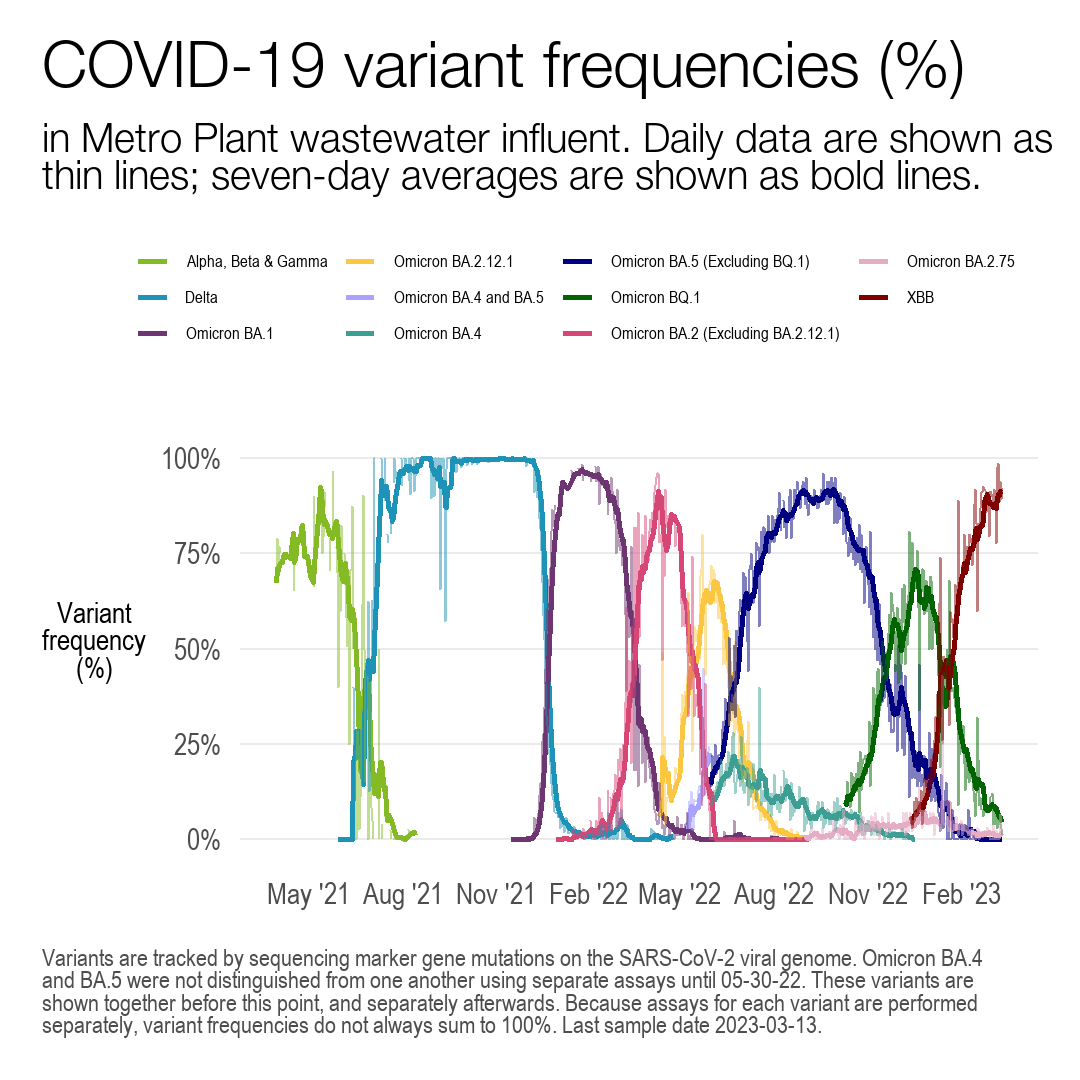 COVID-19 variant frequencies (%)
in Metro Plant wastewater influent. Daily data are shown as
thin lines; seven-day averages are shown as bold lines.
Alpha, Beta & Gamma
Omicron BA.2.12.1
Omicron BA.5 (Excluding BQ.1)
Omicron BA.2.75
Delta
Omicron BA.4 and BA.5
Omicron BQ.1
XBB
Omicron BA.1
Omicron BA.4
Omicron BA.2 (Excluding BA.2.12.1)
100%
75%
Variant
frequency
(%)
50%
25%
0%
May '21
Aug '21
Nov '21
Feb '22
May '22
Aug '22
Nov '22
Feb '23
Variants are tracked by sequencing marker gene mutations on the SARS-CoV-2 viral genome. Omicron BA.4
and BA.5 were not distinguished from one another using separate assays until 05-30-22. These variants are
shown together before this point, and separately afterwards. Because assays for each variant are performed
separately, variant frequencies do not always sum to 100%. Last sample date 2023-03-13.